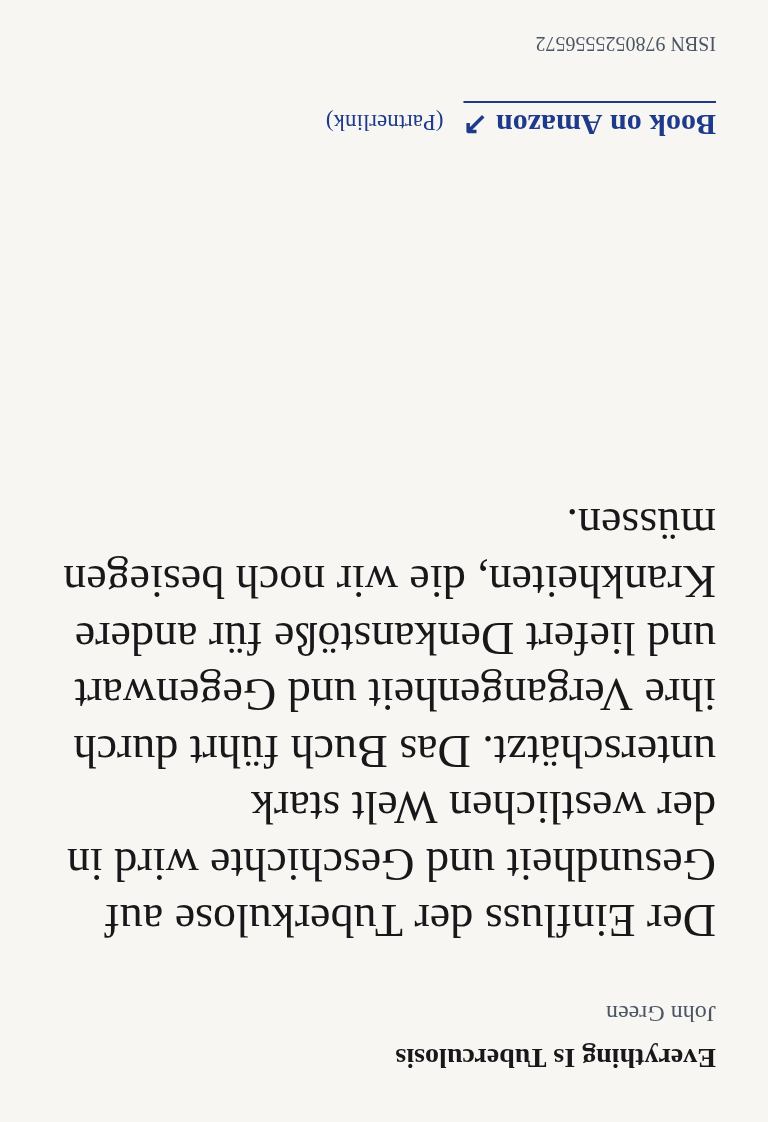 Everything Is Tuberculosis
John Green
Der Einfluss der Tuberkulose auf
Gesundheit und Geschichte wird in
der westlichen Welt stark
unterschätzt. Das Buch führt durch
ihre Vergangenheit und Gegenwart
und liefert Denkanstöße für andere
Krankheiten, die wir noch besiegen
müssen.
Book on Amazon ↗ (Partnerlink)
ISBN 9780525556572